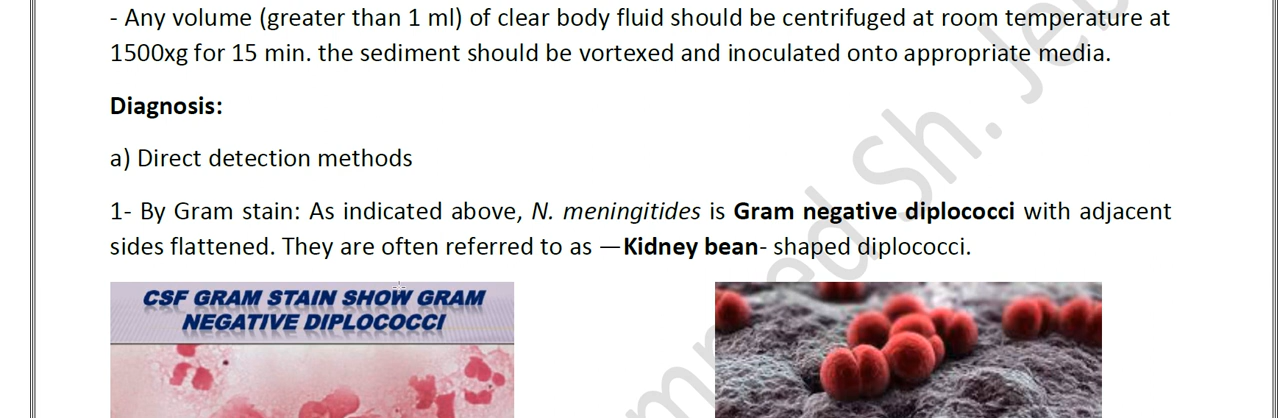 - Any volume (greater than 1 ml) of clear body fluid should be centrifuged at room temperature at
1500xg for 15 min. the sediment should be vortexed and inoculated onto appropriate media.
Diagnosis:
a) Direct detection methods
1- By Gram stain: As indicated above, N. meningitides is Gram negative diplococci with adjacent
sides flattened. They are often referred to as —Kidney bean- shaped diplococci.
CSF GRAM STAIN SHOW GRAM
NEGATIVE DIPLOCOCCI
Sh.